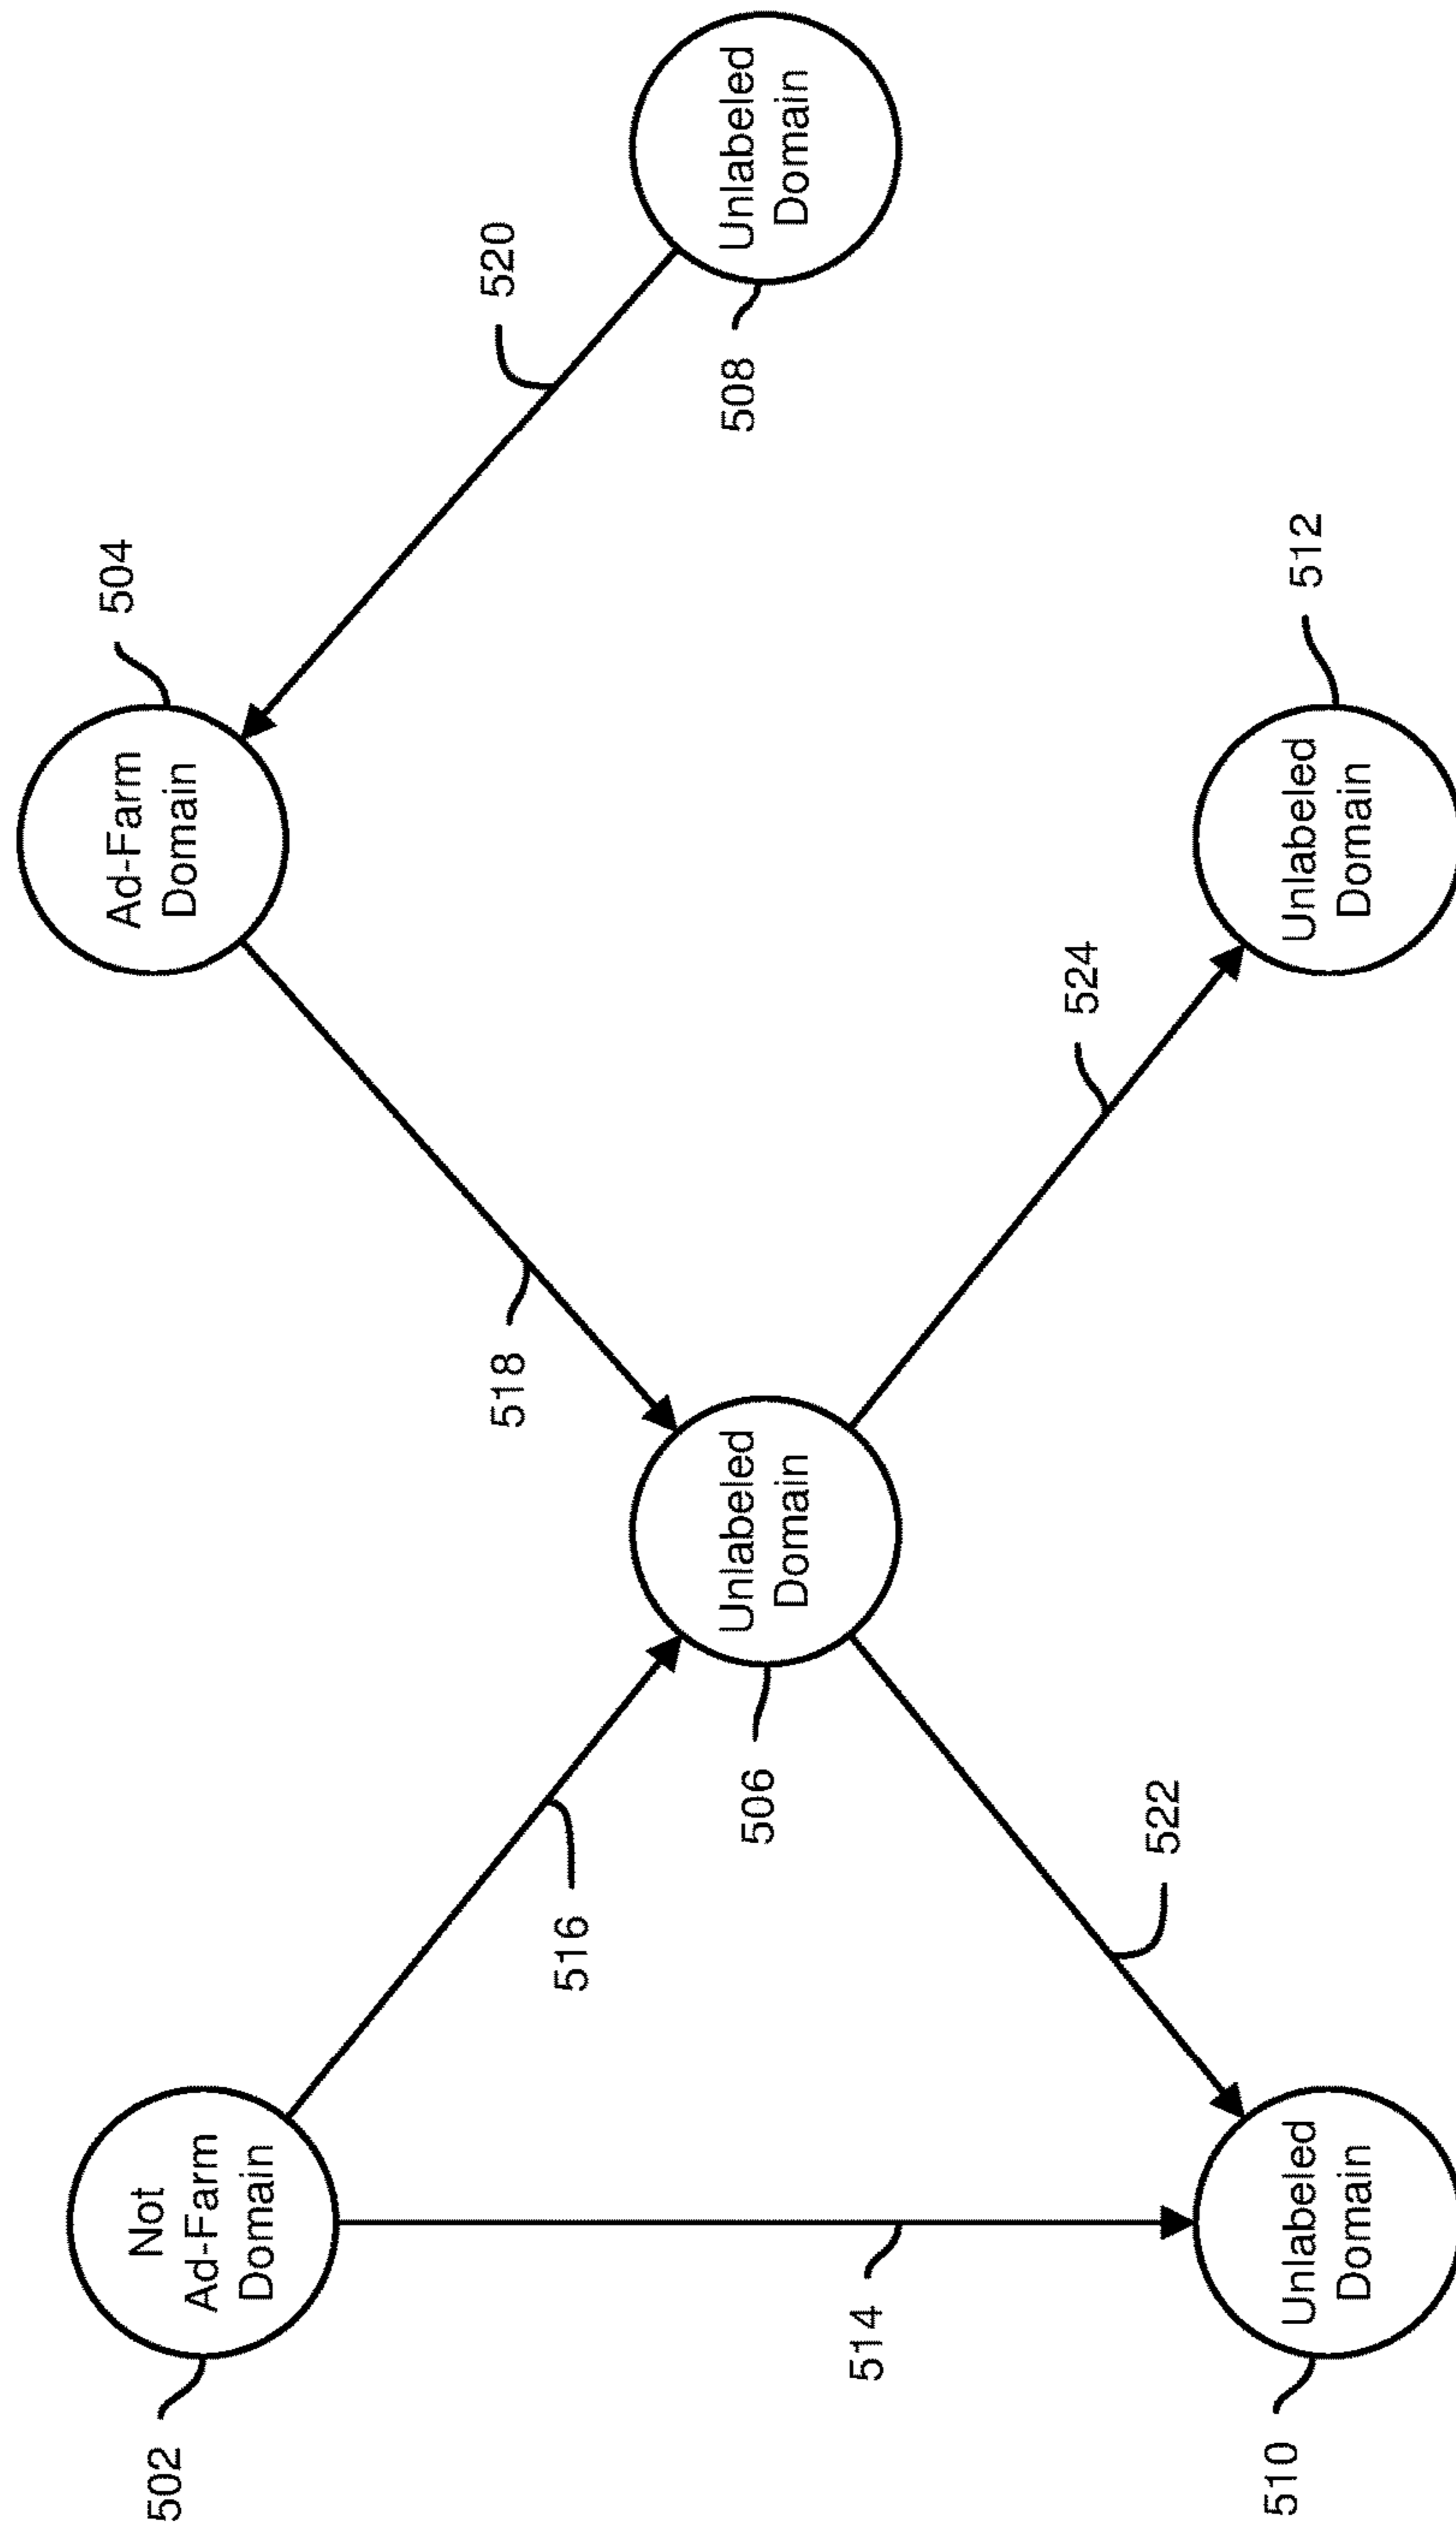 Not
Ad-Farm
Domain
502
Ad-Farm
Domain
504
516
518
520
Unlabeled
Domain
506
Unlabeled
Domain
508
514
522
524
Unlabeled
Domain
510
Unlabeled
Domain
512